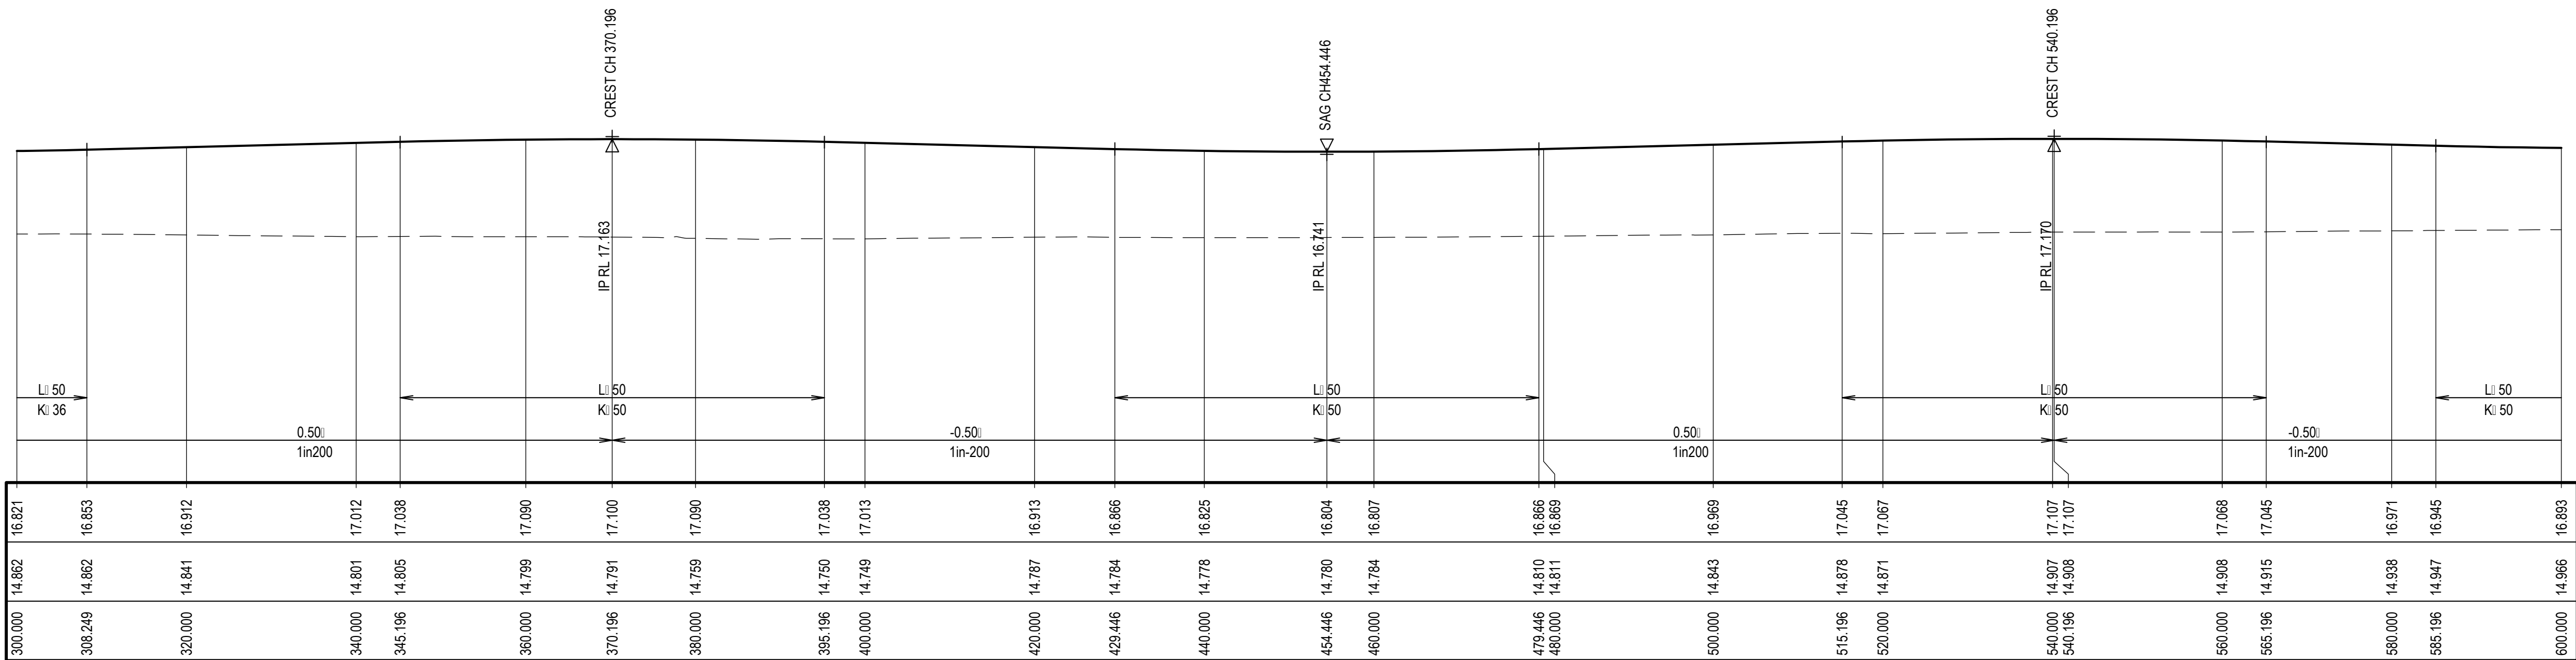 CREST CH 370.196
SAG CH454.446
CREST CH 540.196
IP RL 17.163
IP RL 16.741
IP RL 17.170
L 50
K 36
L 50
K 50
L 50
K 50
L 50
K 50
L 50
K 50
0.50
1in200
-0.50
1in-200
0.50
1in200
-0.50
1in-200
16.821 16.853 16.912 17.012 17.038 17.090 17.100 17.090 17.038 17.013 16.913 16.866 16.825 16.804 16.807 16.866 16.869 16.969 17.045 17.067 17.107 17.107 17.068 17.045 16.971 16.945 16.893
14.862 14.862 14.841 14.801 14.805 14.799 14.791 14.759 14.750 14.749 14.787 14.784 14.778 14.780 14.784 14.810 14.811 14.843 14.878 14.871 14.907 14.908 14.908 14.915 14.938 14.947 14.966
300.000 308.249 320.000 340.000 345.196 360.000 370.196 380.000 395.196 400.000 420.000 429.446 440.000 454.446 460.000 479.446 480.000 500.000 515.196 520.000 540.000 540.196 560.000 565.196 580.000 585.196 600.000